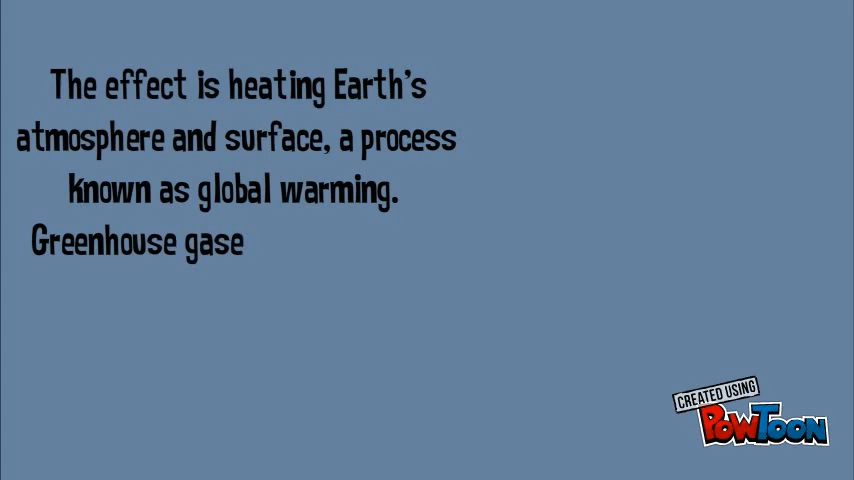 The effect is heating Earth's
atmosphere and surface, a process
known as global warming.
Greenhouse gase
CREATED USING
POWTOON